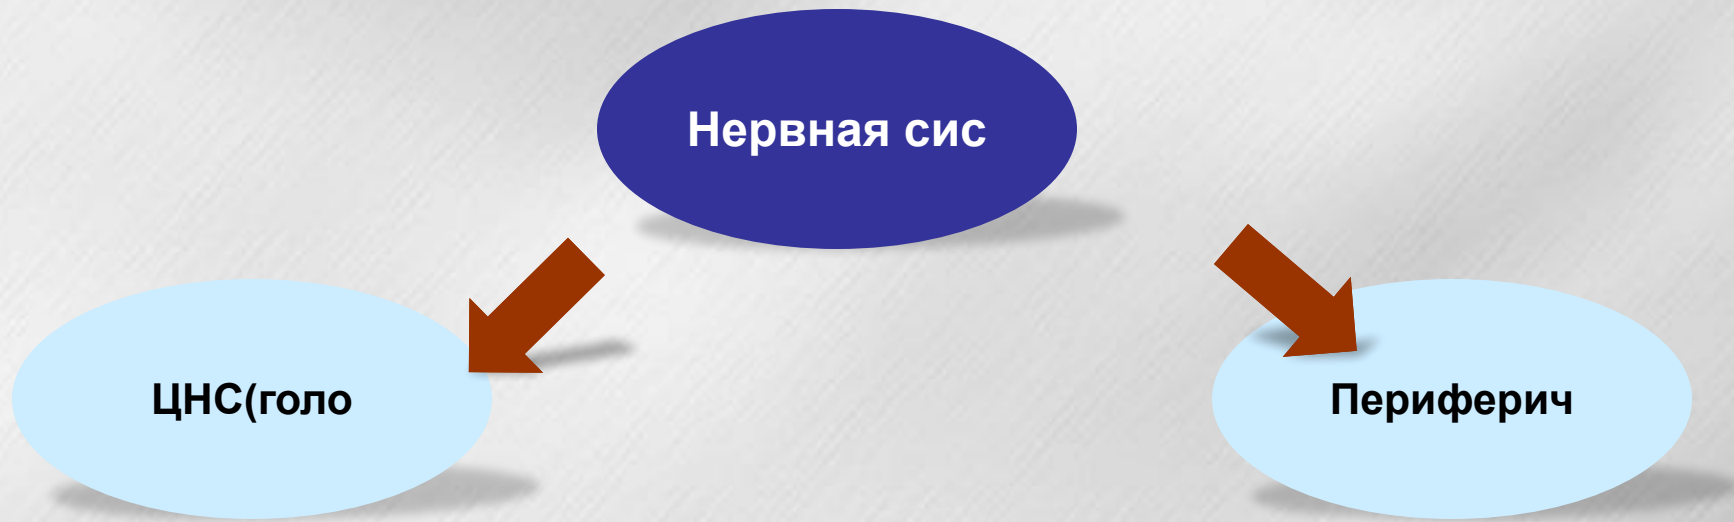 Нервная сис
ЦНС(голо
Периферич